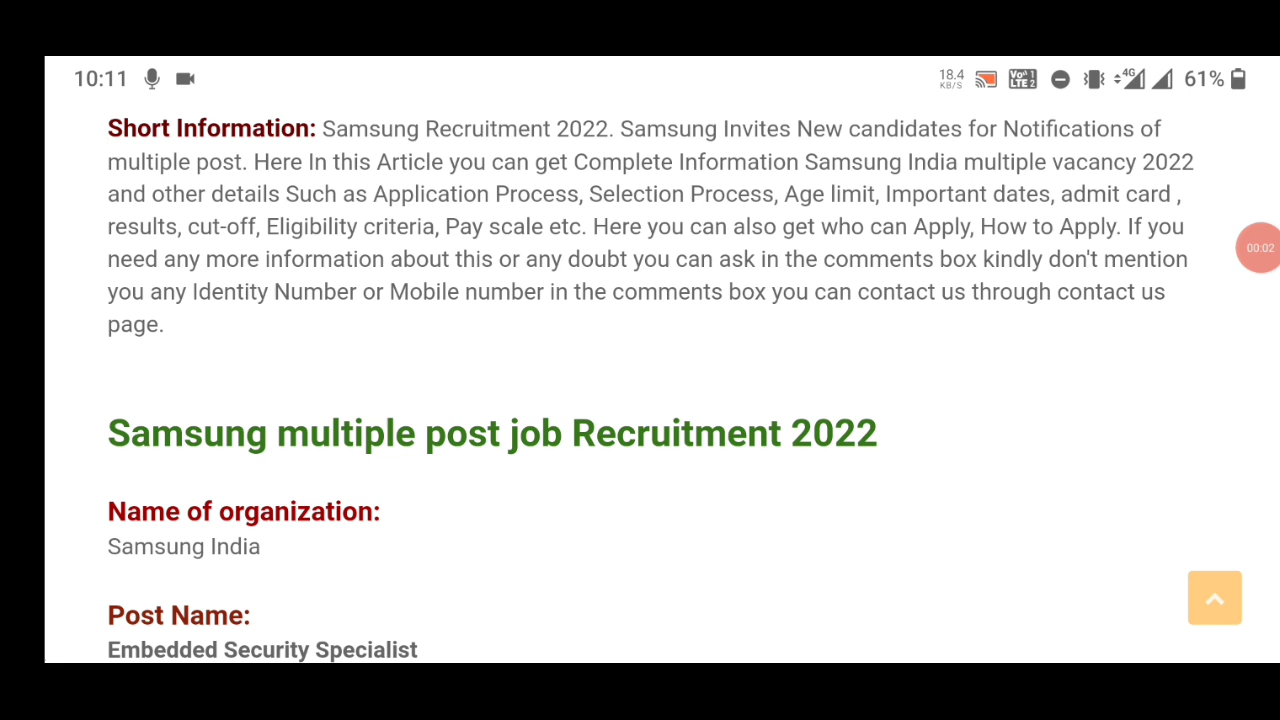 10:11
18.4
KB/S
Vo)) 1
LTE 2
4G
61%
Short Information: Samsung Recruitment 2022. Samsung Invites New candidates for Notifications of
multiple post. Here In this Article you can get Complete Information Samsung India multiple vacancy 2022
and other details Such as Application Process, Selection Process, Age limit, Important dates, admit card ,
results, cut-off, Eligibility criteria, Pay scale etc. Here you can also get who can Apply, How to Apply. If you
need any more information about this or any doubt you can ask in the comments box kindly don't mention
you any Identity Number or Mobile number in the comments box you can contact us through contact us
page.
00:02
Samsung multiple post job Recruitment 2022
Name of organization:
Samsung India
Post Name:
Embedded Security Specialist